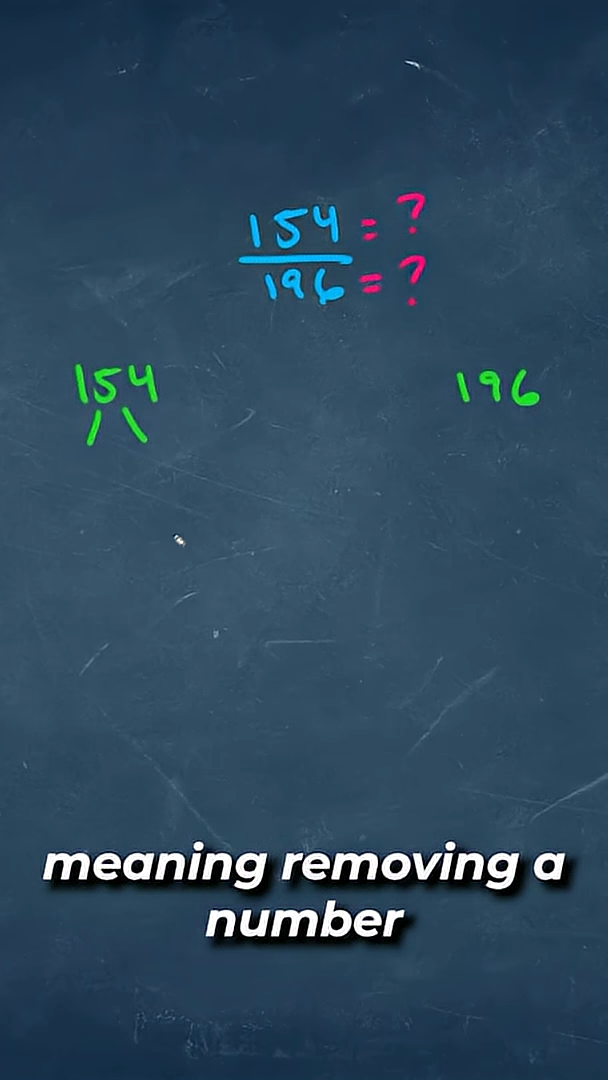 154 = ?
196 = ?
154
196
meaning removing a
number